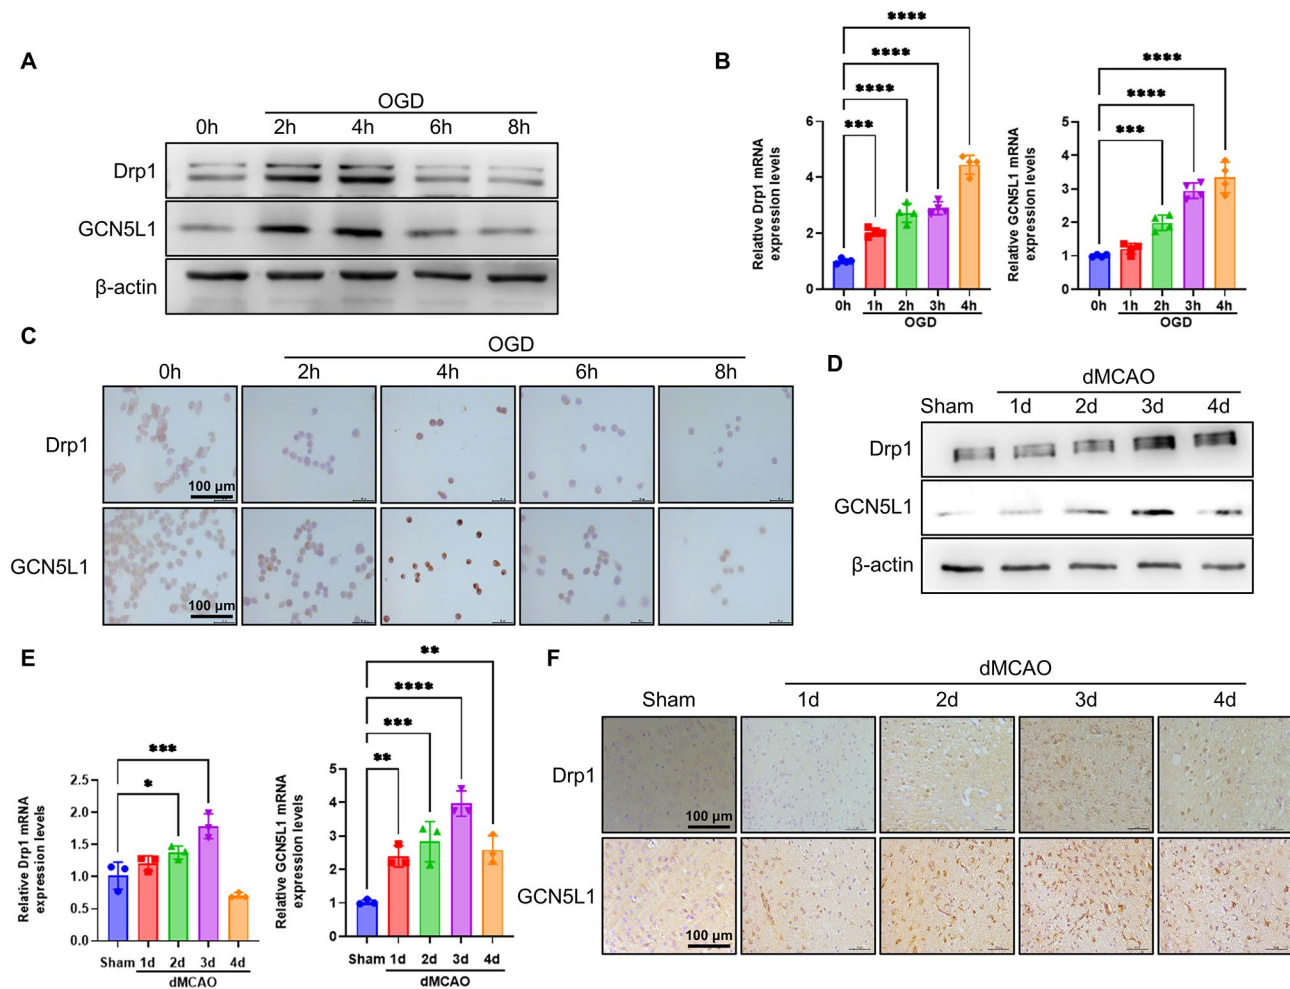 A
OGD
0h 2h 4h 6h 8h
Drp1
GCN5L1
β-actin
B
****
****
****
***
Relative Drp1 mRNA
expression levels
6
4
2
0
0h 1h 2h 3h 4h
OGD
****
****
***
Relative GCN5L1 mRNA
expression levels
5
4
3
2
1
0
0h 1h 2h 3h 4h
OGD
C
OGD
0h 2h 4h 6h 8h
Drp1
100 μm
GCN5L1
100 μm
D
dMCAO
Sham 1d 2d 3d 4d
Drp1
GCN5L1
β-actin
E
***
*
Relative Drp1 mRNA
expression levels
2.5
2.0
1.5
1.0
0.5
0.0
Sham 1d 2d 3d 4d
dMCAO
**
****
***
**
Relative GCN5L1 mRNA
expression levels
5
4
3
2
1
0
Sham 1d 2d 3d 4d
dMCAO
F
dMCAO
Sham 1d 2d 3d 4d
Drp1
100 μm
GCN5L1
100 μm